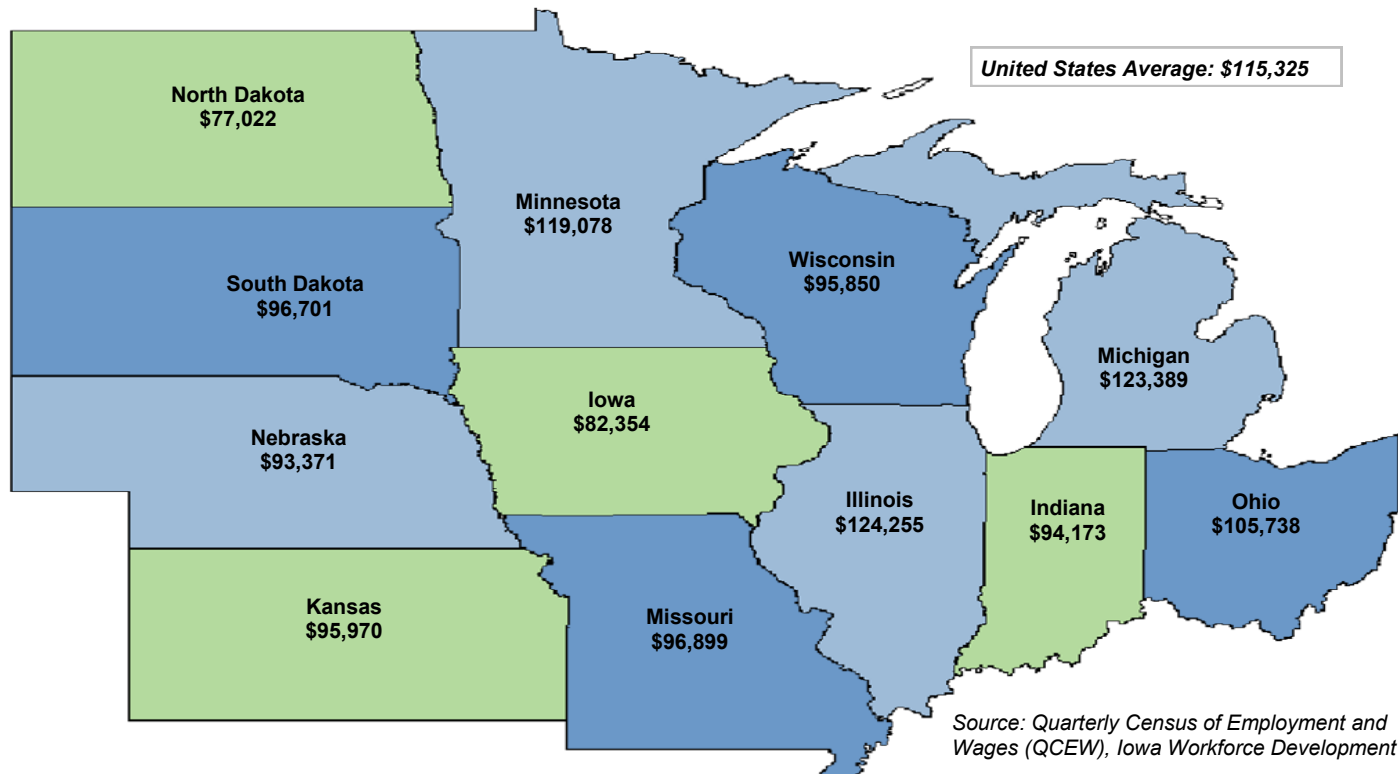 United States Average: $115,325
North Dakota
$77,022
Minnesota
$119,078
Wisconsin
$95,850
South Dakota
$96,701
Michigan
$123,389
Iowa
$82,354
Nebraska
$93,371
Illinois
$124,255
Indiana
$94,173
Ohio
$105,738
Kansas
$95,970
Missouri
$96,899
Source: Quarterly Census of Employment and
Wages (QCEW), Iowa Workforce Development